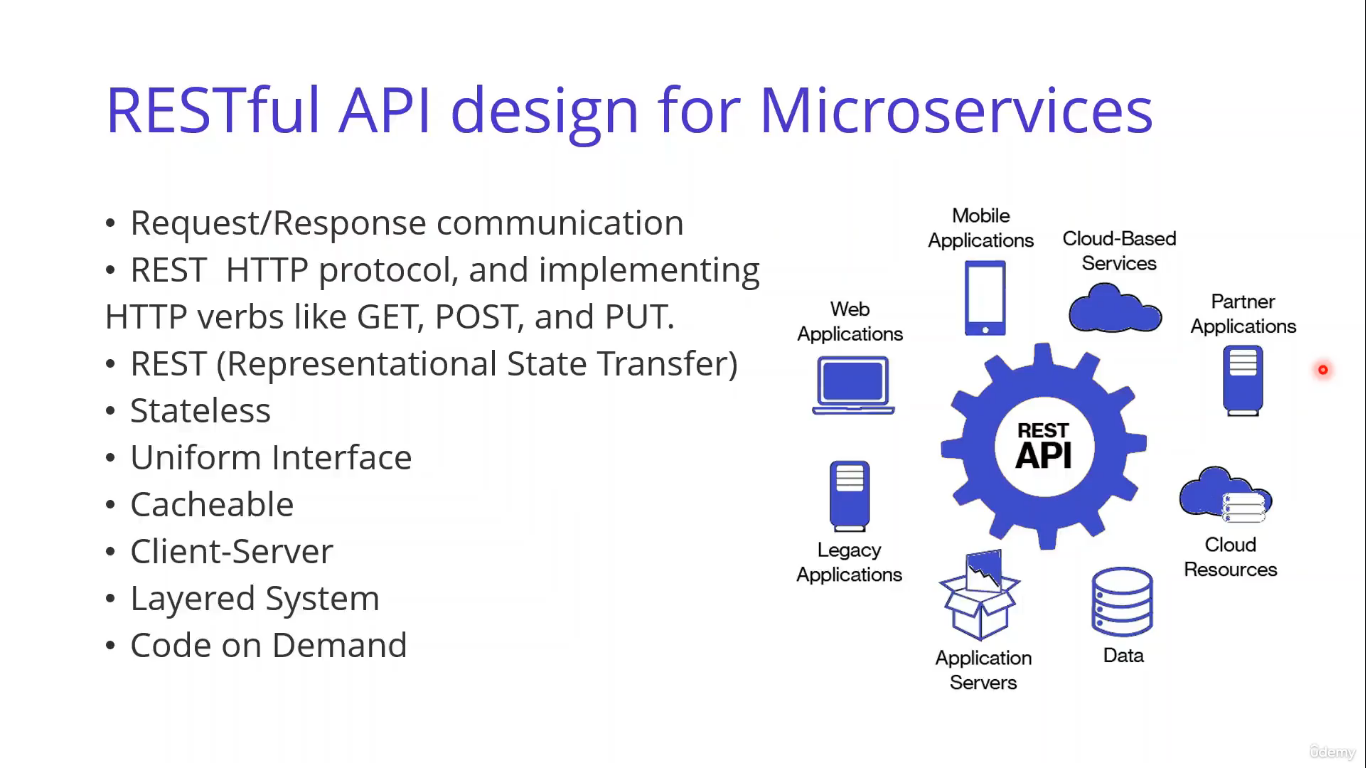 RESTful API design for Microservices
• Request/Response communication
• REST HTTP protocol, and implementing
HTTP verbs like GET, POST, and PUT.
• REST (Representational State Transfer)
• Stateless
• Uniform Interface
• Cacheable
• Client-Server
• Layered System
• Code on Demand
Mobile
Applications
Cloud-Based
Services
Web
Applications
Partner
Applications
REST
API
Legacy
Applications
Cloud
Resources
Application
Servers
Data
ûdemy